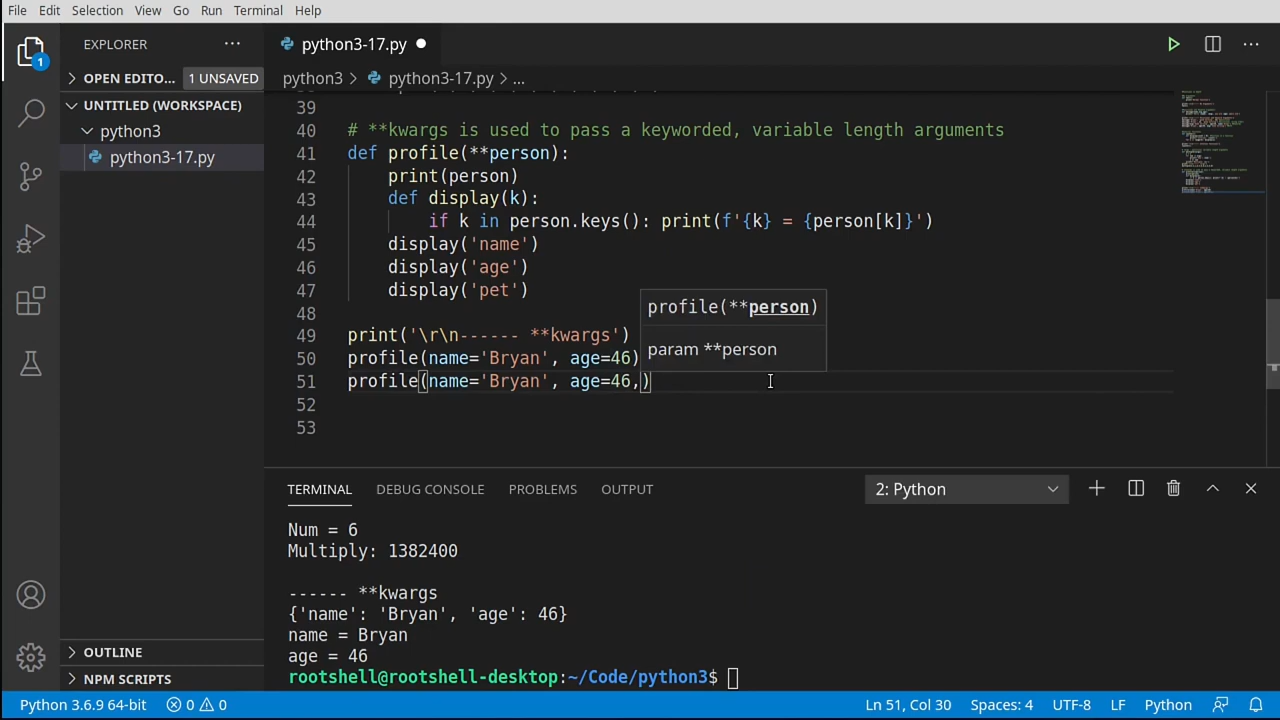 File Edit Selection View Go Run Terminal Help
EXPLORER ···
python3-17.py
OPEN EDITO... 1 UNSAVED
python3 > python3-17.py > ...
UNTITLED (WORKSPACE)
python3
python3-17.py
39
40 # **kwargs is used to pass a keyworded, variable length arguments
41 def profile(**person):
42 print(person)
43 def display(k):
44 if k in person.keys(): print(f'{k} = {person[k]}')
45 display('name')
46 display('age')
47 display('pet')
48
profile(**person)
49 print('\r\n------ **kwargs')
param **person
50 profile(name='Bryan', age=46)
51 profile(name='Bryan', age=46,)
52
53
TERMINAL DEBUG CONSOLE PROBLEMS OUTPUT 2: Python
Num = 6
Multiply: 1382400
------ **kwargs
{'name': 'Bryan', 'age': 46}
name = Bryan
age = 46
rootshell@rootshell-desktop:~/Code/python3$
OUTLINE
NPM SCRIPTS
1
Python 3.6.9 64-bit 0 0 Ln 51, Col 30 Spaces: 4 UTF-8 LF Python